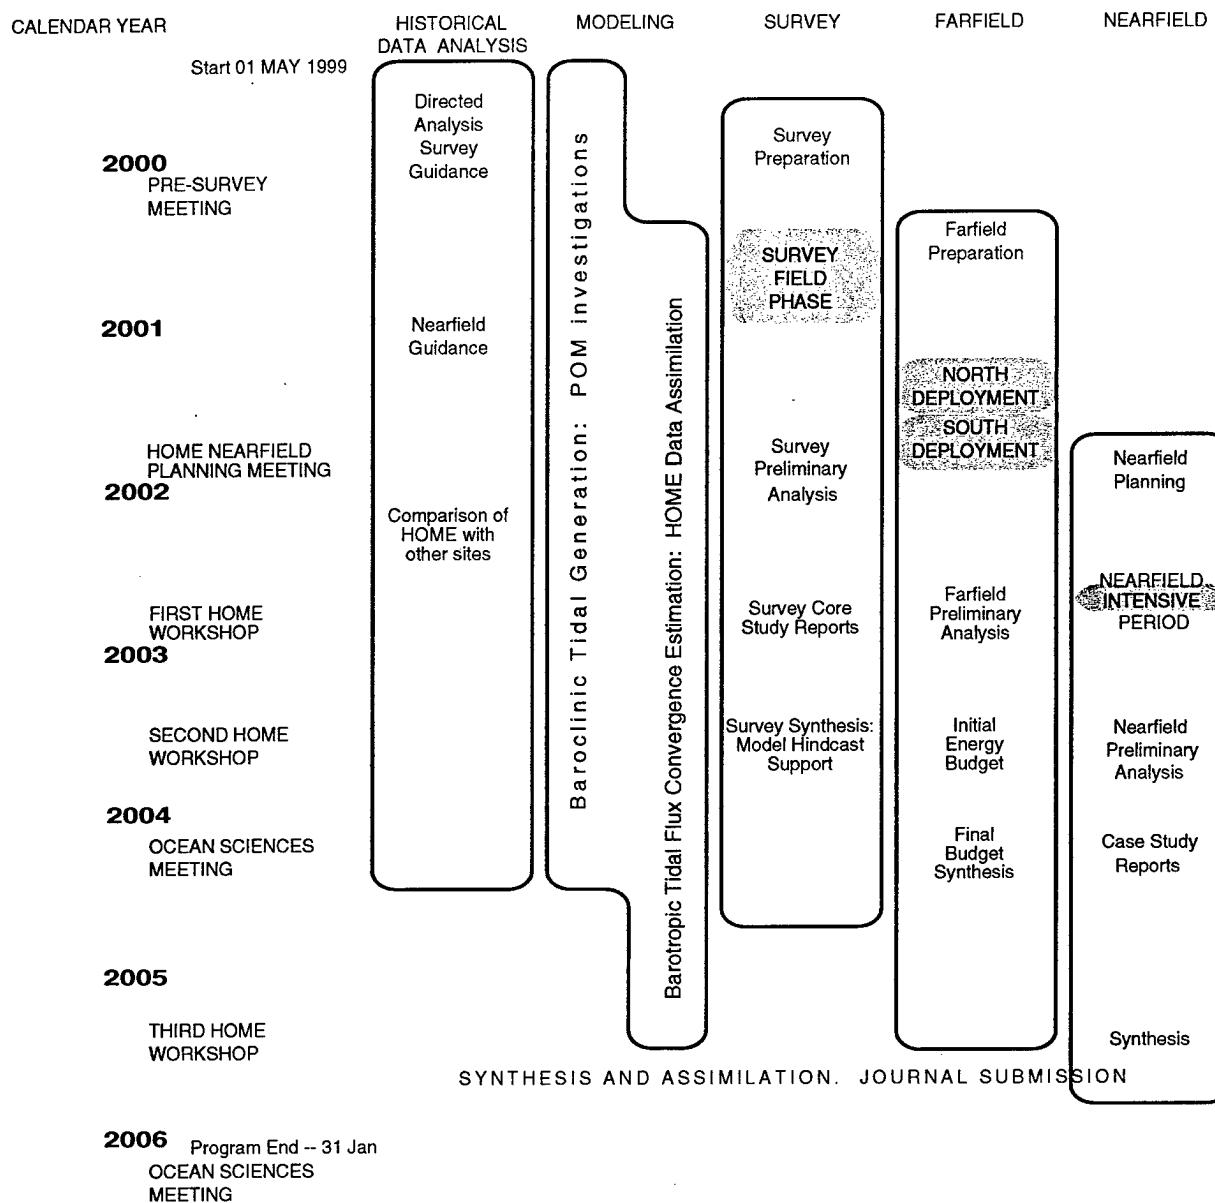 CALENDAR YEAR
HISTORICAL
DATA ANALYSIS
MODELING
SURVEY
FARFIELD
NEARFIELD
Start 01 MAY 1999
2000
PRE-SURVEY
MEETING
2001
HOME NEARFIELD
PLANNING MEETING
2002
FIRST HOME
WORKSHOP
2003
SECOND HOME
WORKSHOP
2004
OCEAN SCIENCES
MEETING
2005
THIRD HOME
WORKSHOP
2006 Program End -- 31 Jan
OCEAN SCIENCES
MEETING
Directed
Analysis
Survey
Guidance
Nearfield
Guidance
Comparison of
HOME with
other sites
Baroclinic Tidal Generation: POM investigations
Barotropic Tidal Flux Convergence Estimation: HOME Data Assimilation
Survey
Preparation
SURVEY
FIELD
PHASE
Survey
Preliminary
Analysis
Survey Core
Study Reports
Survey Synthesis:
Model Hindcast
Support
Farfield
Preparation
NORTH
DEPLOYMENT
SOUTH
DEPLOYMENT
Farfield
Preliminary
Analysis
Initial
Energy
Budget
Final
Budget
Synthesis
Nearfield
Planning
NEARFIELD
INTENSIVE
PERIOD
Nearfield
Preliminary
Analysis
Case Study
Reports
Synthesis
SYNTHESIS AND ASSIMILATION. JOURNAL SUBMISSION